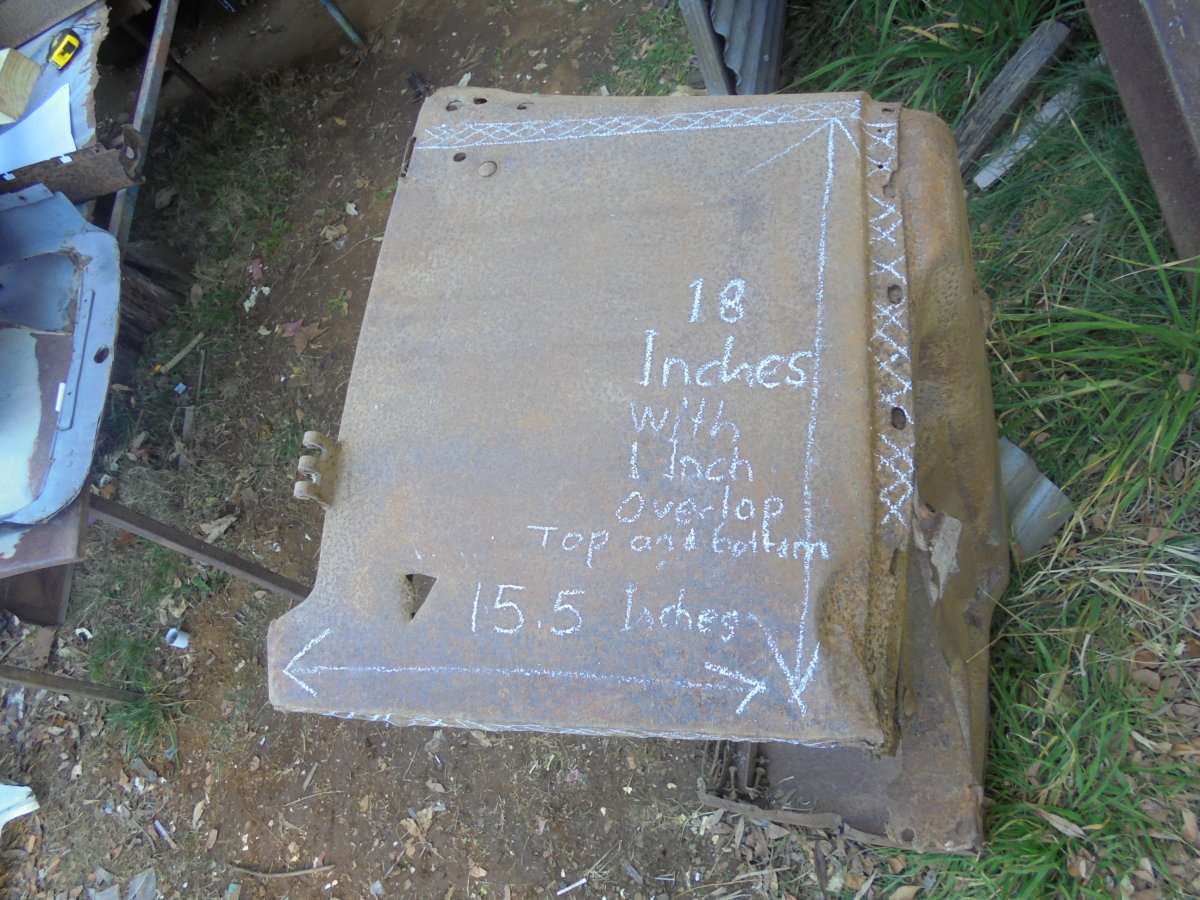 18
Inches
with
1 Inch
overlap
Top and bottom
15.5 Inches